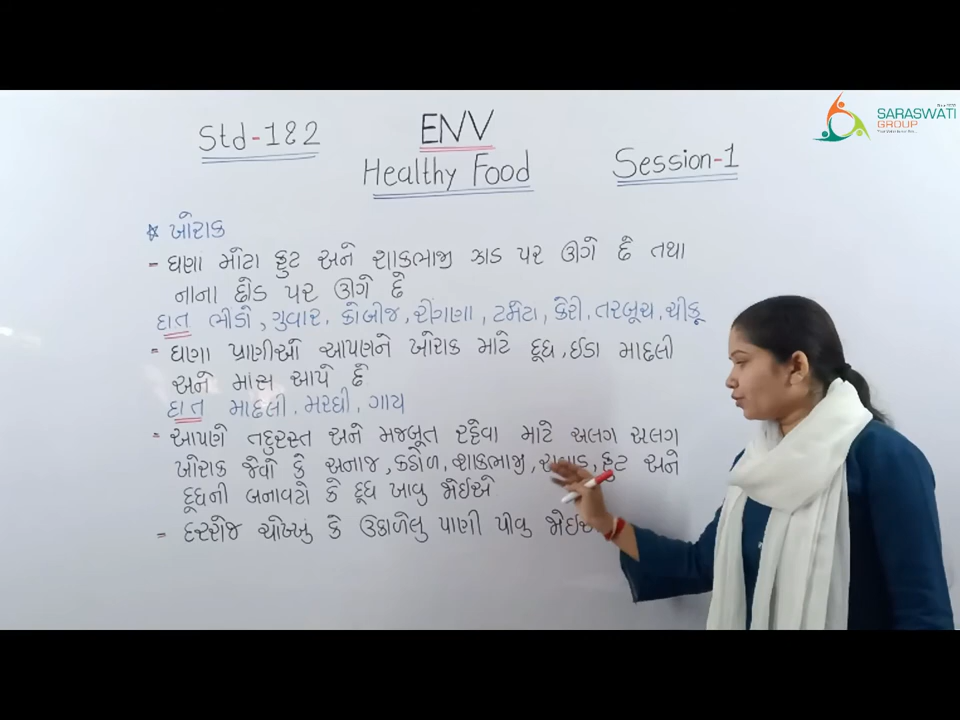 SARASWATI
GROUP
Std-1&2
ENV
Healthy Food
Session-1
ખોરાક
- ઘણાં મોટા ફ્રુટ અને શાકભાજી ઝાડ પર ઊગે છે તથા
નાના છોડ પર ઊગે છે
દા.ત ભીંડો, ગુવાર, કોબીજ, રીંગણા, ટમેટા, કેરી, તરબૂચ, ચીકૂ
- ઘણા પ્રાણીઓ આપણને ખોરાક માટે દૂધ, ઈંડા માછલી
અને માંસ આપે છે
દા.ત માછલી, મરઘી, ગાય
- આપણે તદુરસ્ત અને મજબૂત રહેવા માટે અલગ અલગ
ખોરાક જેવો કે અનાજ, કઠોળ, શાકભાજી, ફ્રુટ અને
દૂધની બનાવટો કે દૂધ ખાવુ જોઈએ
- દરરોજ ચોખ્ખુ કે ઉકાળેલુ પાણી પીવુ